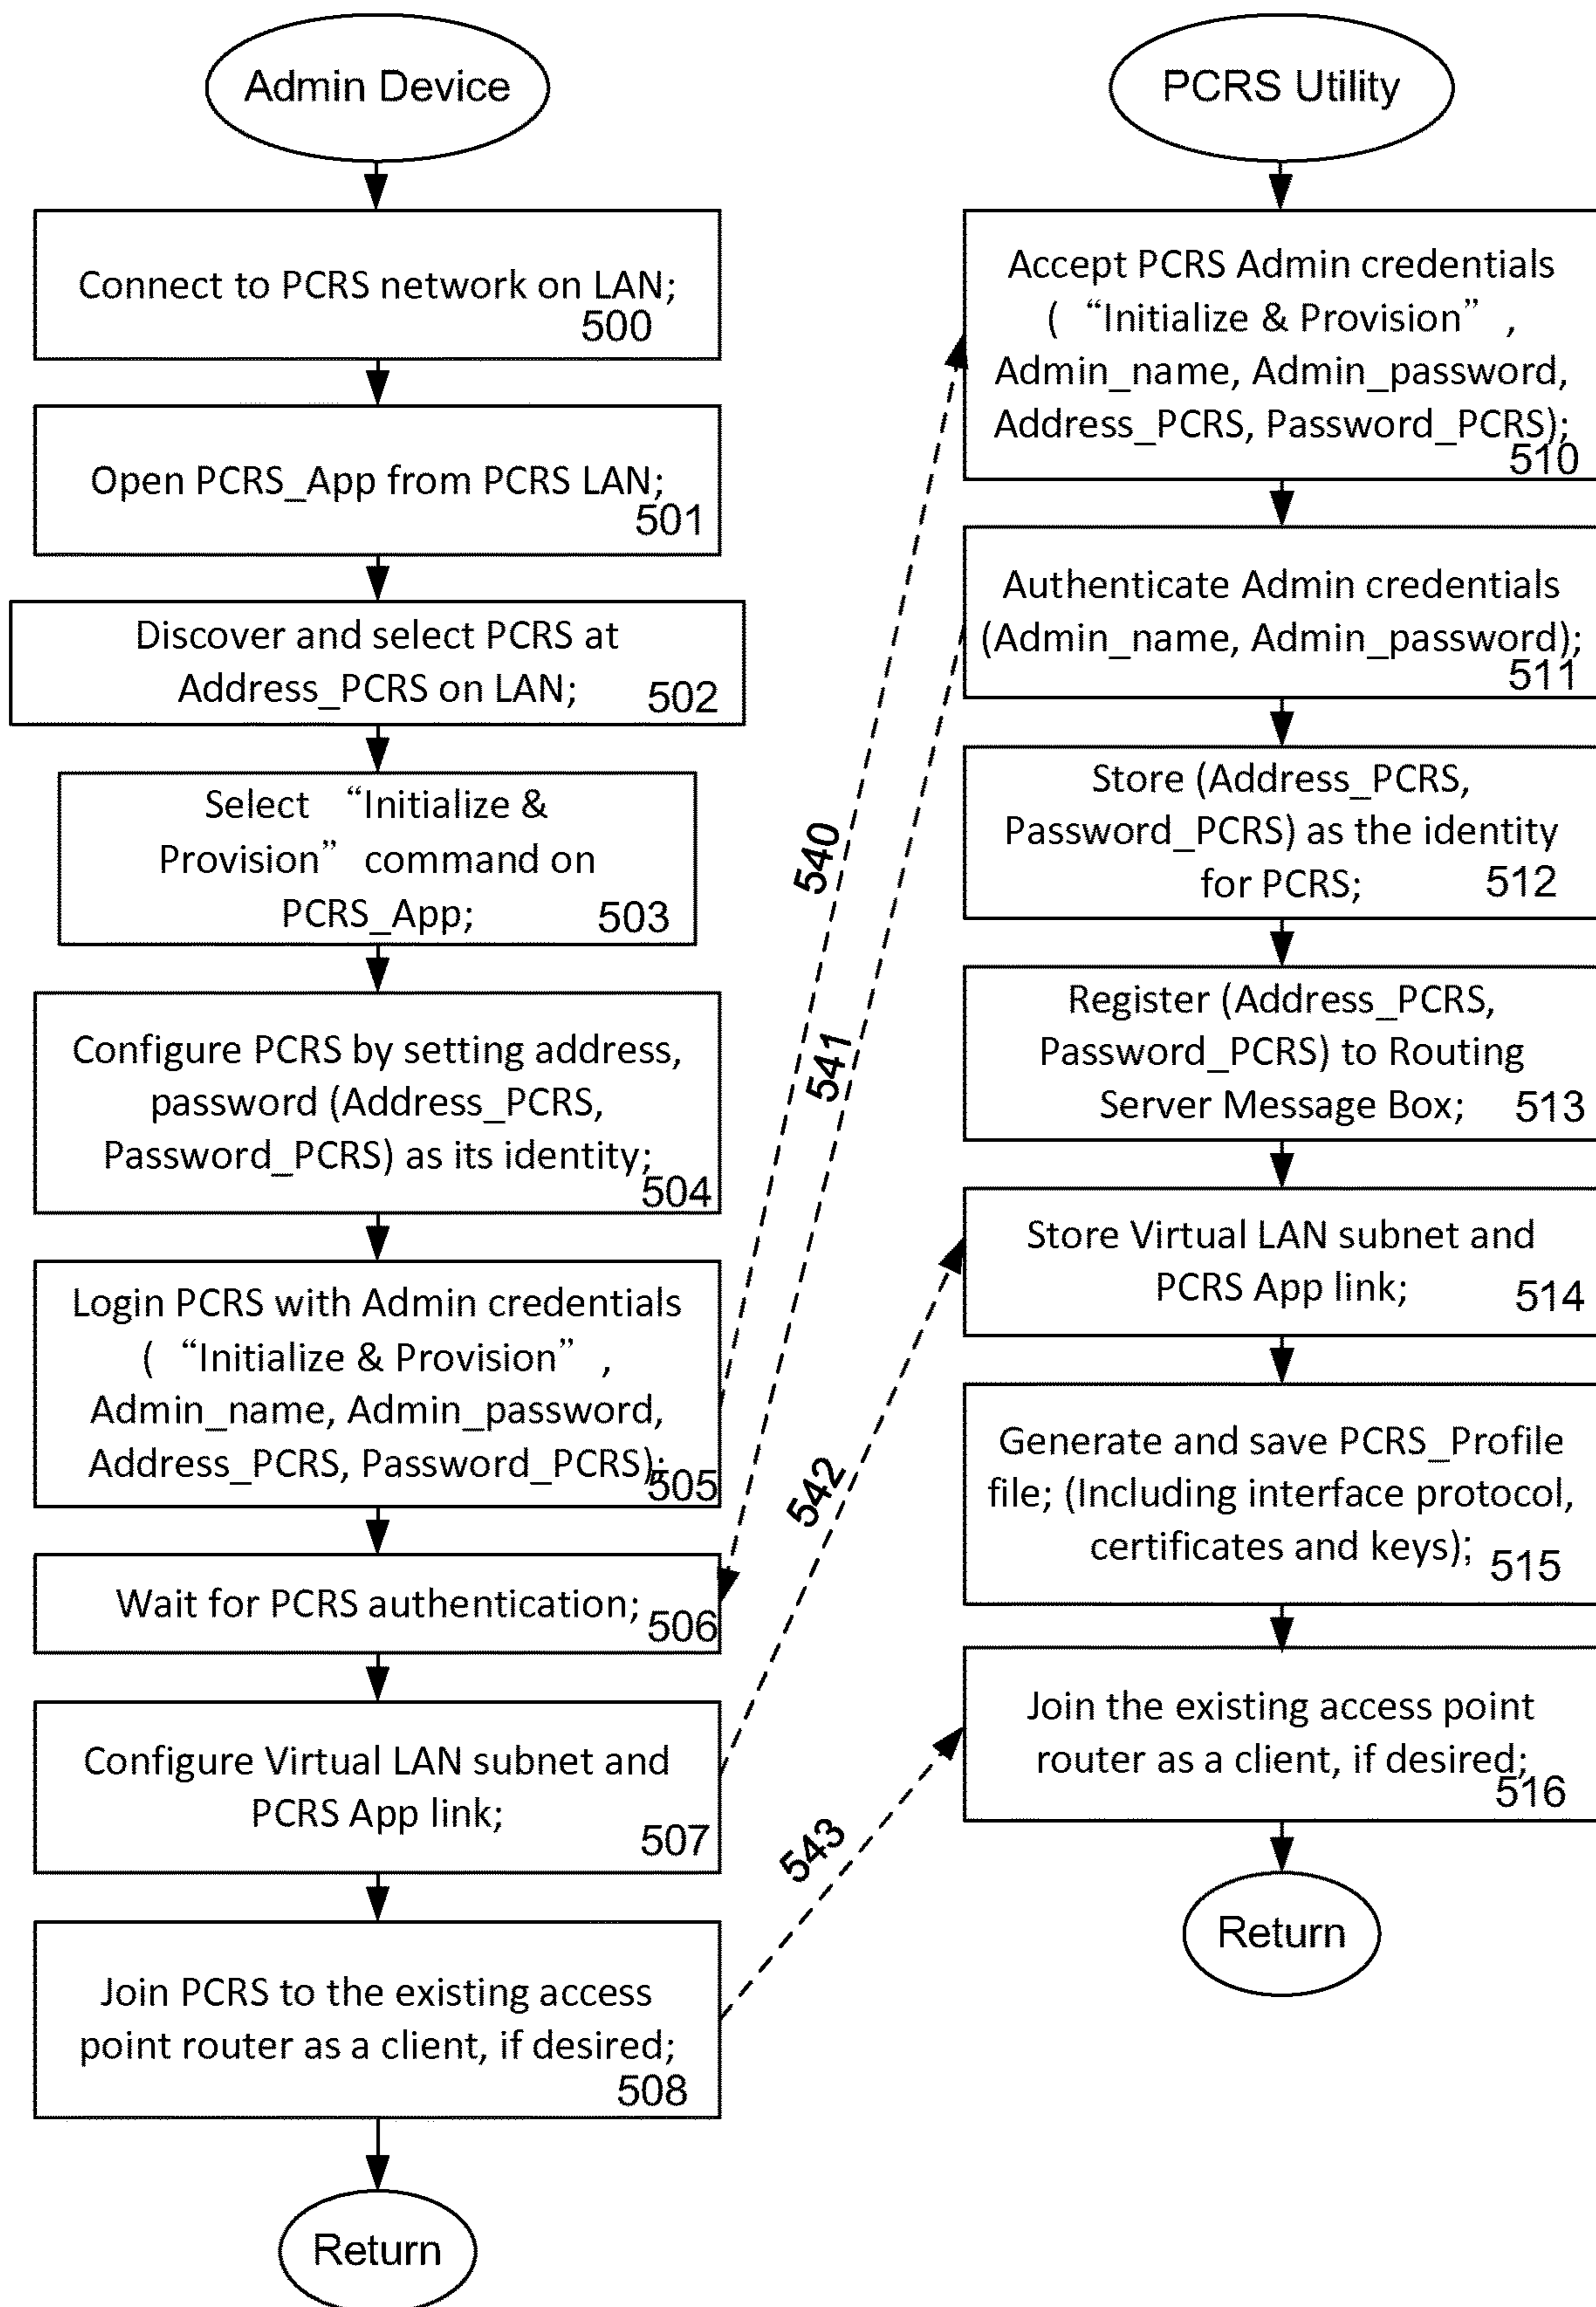 Admin Device
Connect to PCRS network on LAN;
500
Open PCRS_App from PCRS LAN;
501
Discover and select PCRS at
Address_PCRS on LAN;
502
Select “Initialize &
Provision” command on
PCRS_App;
503
Configure PCRS by setting address,
password (Address_PCRS,
Password_PCRS) as its identity;
504
Login PCRS with Admin credentials
( “Initialize & Provision” ,
Admin_name, Admin_password,
Address_PCRS, Password_PCRS);
505
Wait for PCRS authentication;
506
Configure Virtual LAN subnet and
PCRS App link;
507
Join PCRS to the existing access
point router as a client, if desired;
508
Return
540
541
542
543
PCRS Utility
Accept PCRS Admin credentials
( “Initialize & Provision” ,
Admin_name, Admin_password,
Address_PCRS, Password_PCRS);
510
Authenticate Admin credentials
(Admin_name, Admin_password);
511
Store (Address_PCRS,
Password_PCRS) as the identity
for PCRS;
512
Register (Address_PCRS,
Password_PCRS) to Routing
Server Message Box;
513
Store Virtual LAN subnet and
PCRS App link;
514
Generate and save PCRS_Profile
file; (Including interface protocol,
certificates and keys);
515
Join the existing access point
router as a client, if desired;
516
Return